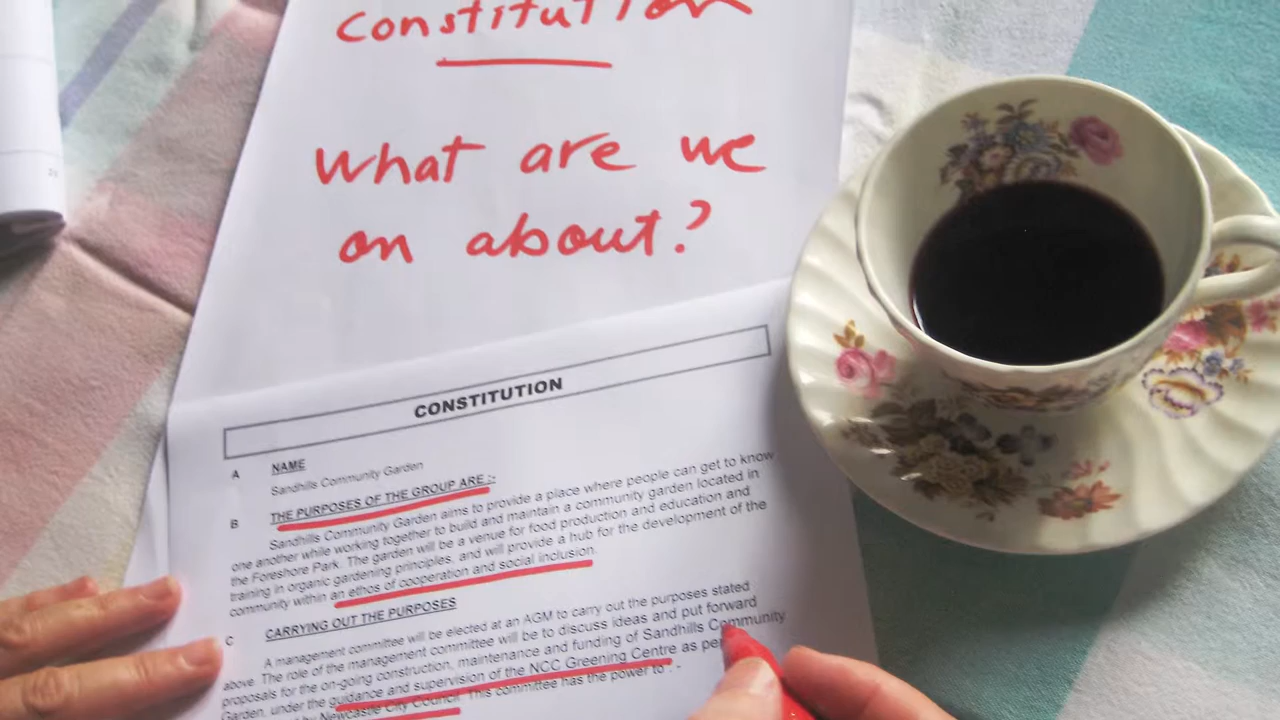 Constitution
What are we
on about?
CONSTITUTION
A NAME
Sandhills Community Garden
B THE PURPOSES OF THE GROUP ARE :-
Sandhills Community Garden aims to provide a place where people can get to know
one another while working together to build and maintain a community garden located in
the Foreshore Park. The garden will be a venue for food production and education and
training in organic gardening principles. and will provide a hub for the development of the
community within an ethos of cooperation and social inclusion.
C CARRYING OUT THE PURPOSES
A management committee will be elected at an AGM to carry out the purposes stated
above. The role of the management committee will be to discuss ideas and put forward
proposals for the on-going construction, maintenance and funding of Sandhills Community
Garden, under the guidance and supervision of the NCC Greening Centre as per
by Newcastle City Council. This committee has the power to : -